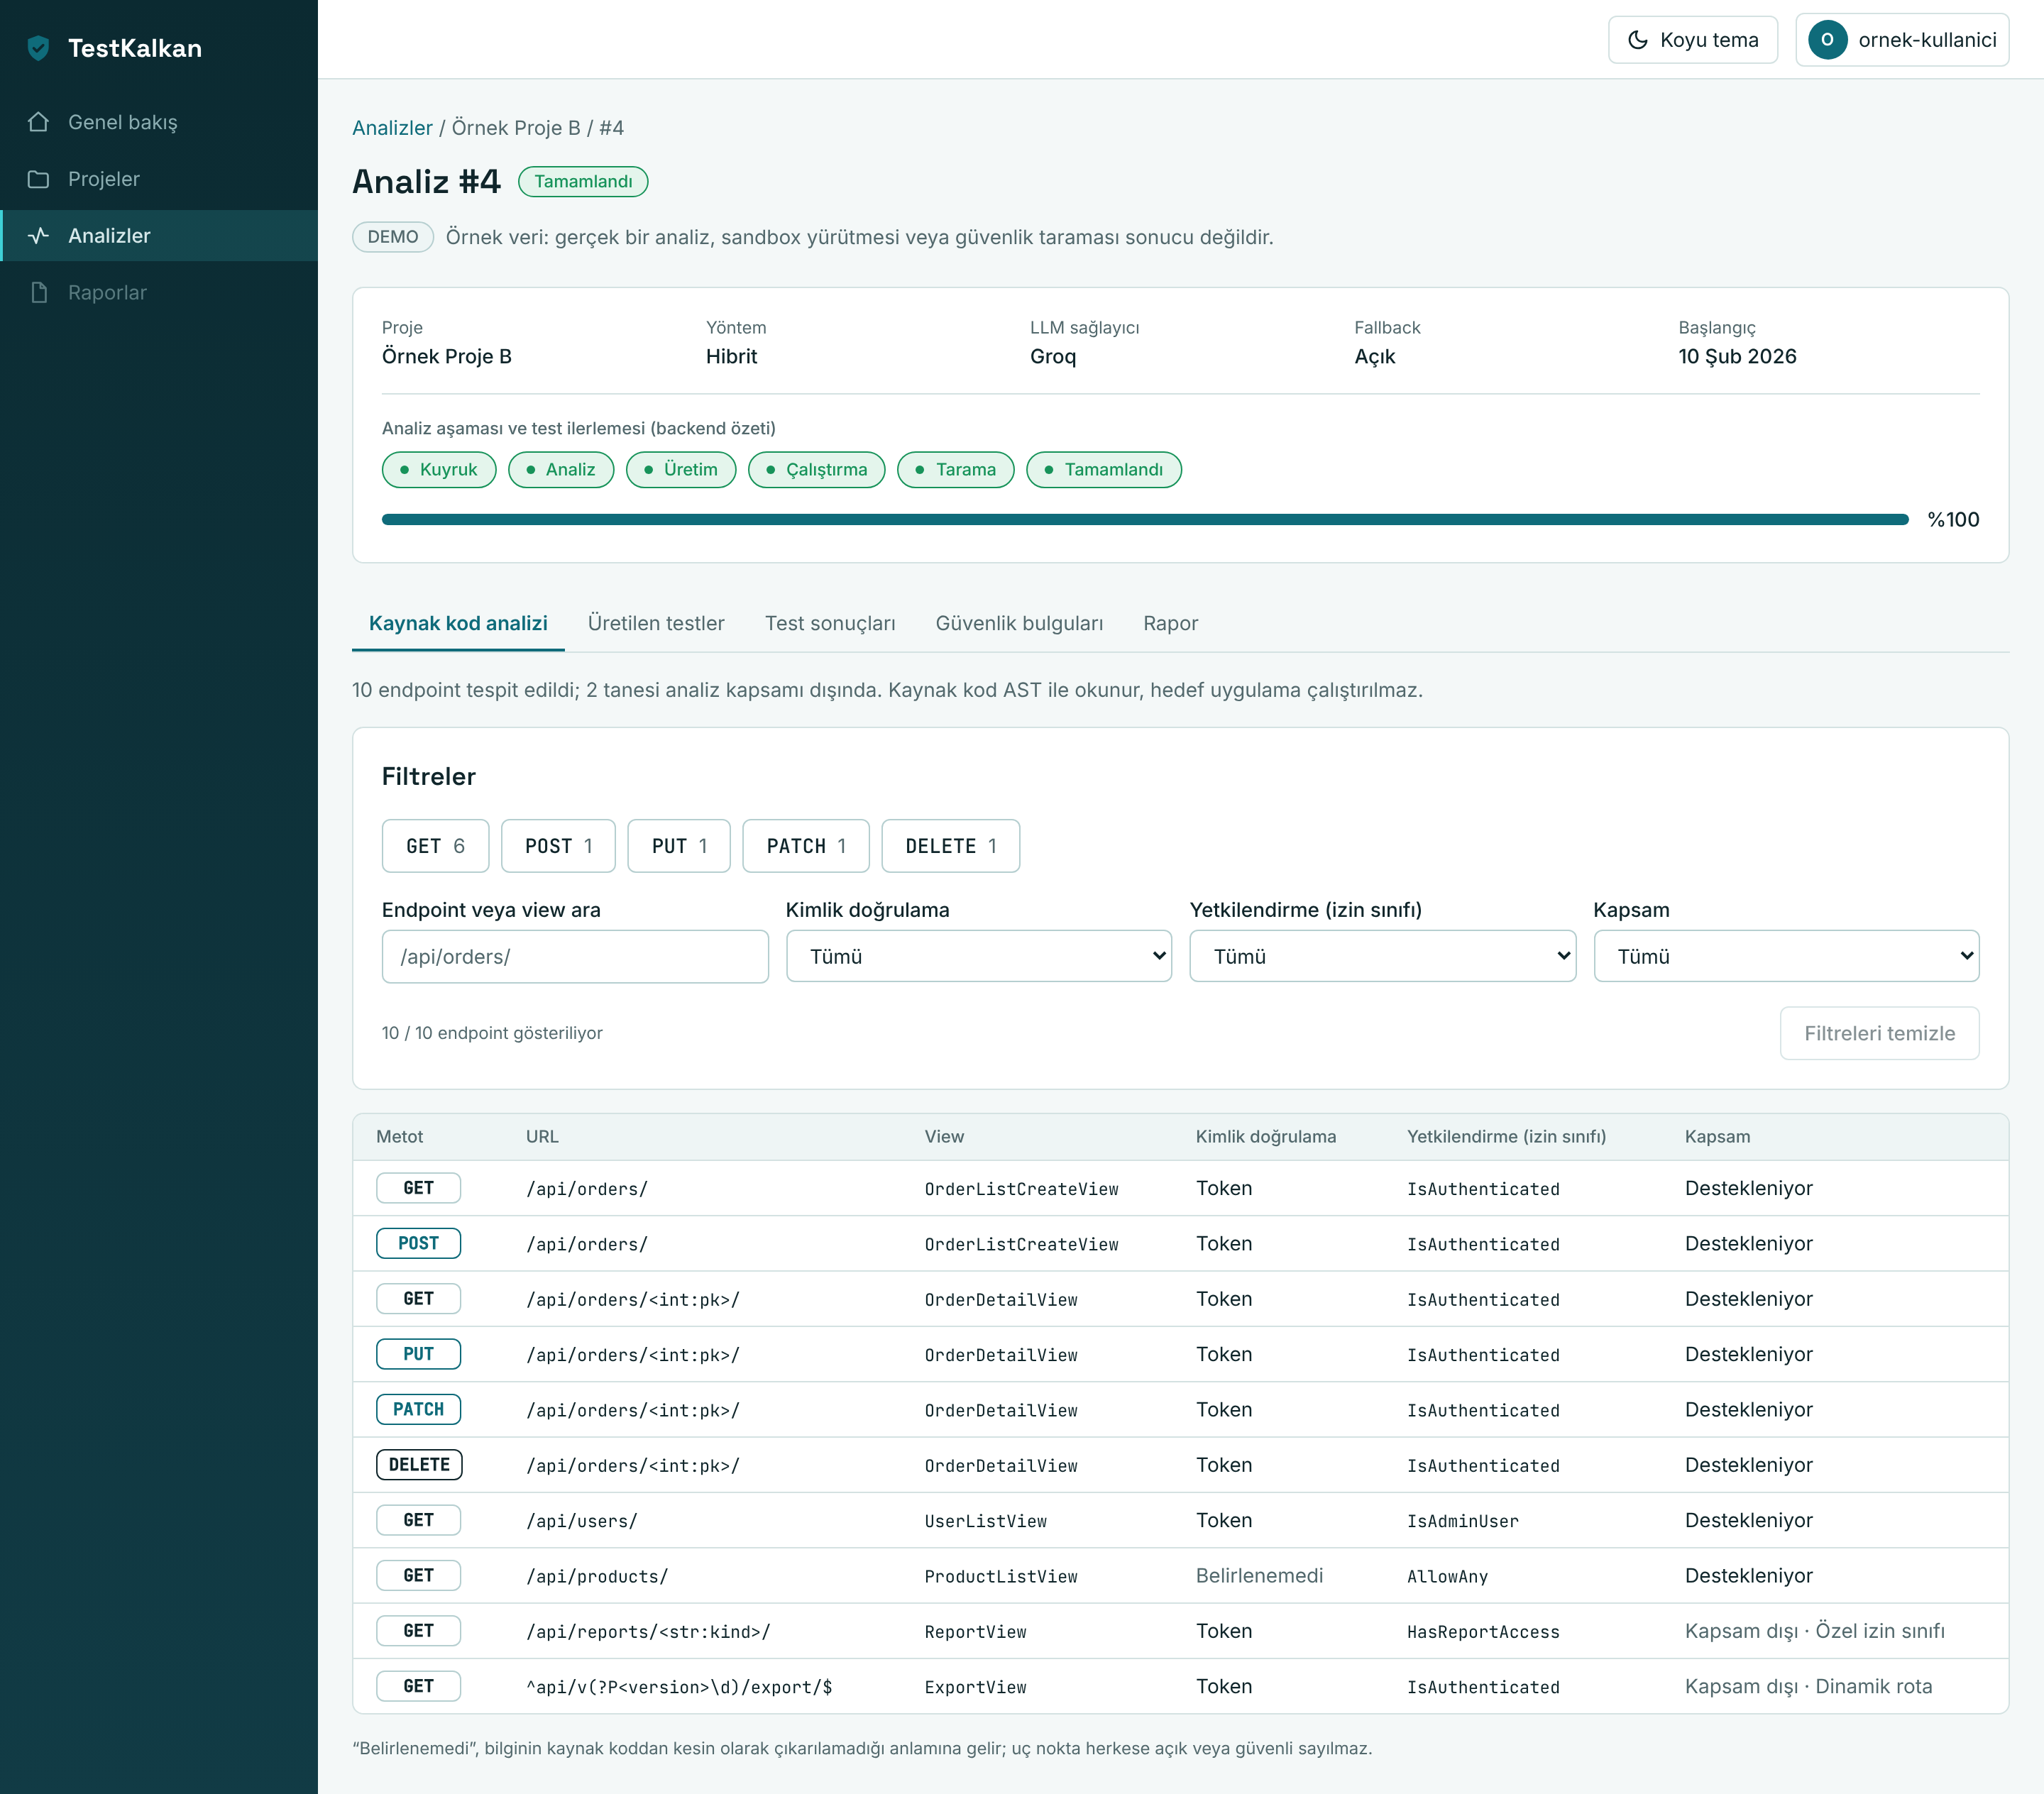 TestKalkan
Koyu tema
O
ornek-kullanici
Genel bakış
Projeler
Analizler
Raporlar
Analizler / Örnek Proje B / #4
Analiz #4 Tamamlandı
DEMO Örnek veri: gerçek bir analiz, sandbox yürütmesi veya güvenlik taraması sonucu değildir.
Proje Yöntem LLM sağlayıcı Fallback Başlangıç
Örnek Proje B Hibrit Groq Açık 10 Şub 2026
Analiz aşaması ve test ilerlemesi (backend özeti)
Kuyruk Analiz Üretim Çalıştırma Tarama Tamamlandı
%100
Kaynak kod analizi Üretilen testler Test sonuçları Güvenlik bulguları Rapor
10 endpoint tespit edildi; 2 tanesi analiz kapsamı dışında. Kaynak kod AST ile okunur, hedef uygulama çalıştırılmaz.
Filtreler
GET 6 POST 1 PUT 1 PATCH 1 DELETE 1
Endpoint veya view ara Kimlik doğrulama Yetkilendirme (izin sınıfı) Kapsam
/api/orders/ Tümü Tümü Tümü
10 / 10 endpoint gösteriliyor Filtreleri temizle
Metot URL View Kimlik doğrulama Yetkilendirme (izin sınıfı) Kapsam
GET /api/orders/ OrderListCreateView Token IsAuthenticated Destekleniyor
POST /api/orders/ OrderListCreateView Token IsAuthenticated Destekleniyor
GET /api/orders/<int:pk>/ OrderDetailView Token IsAuthenticated Destekleniyor
PUT /api/orders/<int:pk>/ OrderDetailView Token IsAuthenticated Destekleniyor
PATCH /api/orders/<int:pk>/ OrderDetailView Token IsAuthenticated Destekleniyor
DELETE /api/orders/<int:pk>/ OrderDetailView Token IsAuthenticated Destekleniyor
GET /api/users/ UserListView Token IsAdminUser Destekleniyor
GET /api/products/ ProductListView Belirlenemedi AllowAny Destekleniyor
GET /api/reports/<str:kind>/ ReportView Token HasReportAccess Kapsam dışı · Özel izin sınıfı
GET ^api/v(?P<version>\d)/export/$ ExportView Token IsAuthenticated Kapsam dışı · Dinamik rota
“Belirlenemedi”, bilginin kaynak koddan kesin olarak çıkarılamadığı anlamına gelir; uç nokta herkese açık veya güvenli sayılmaz.